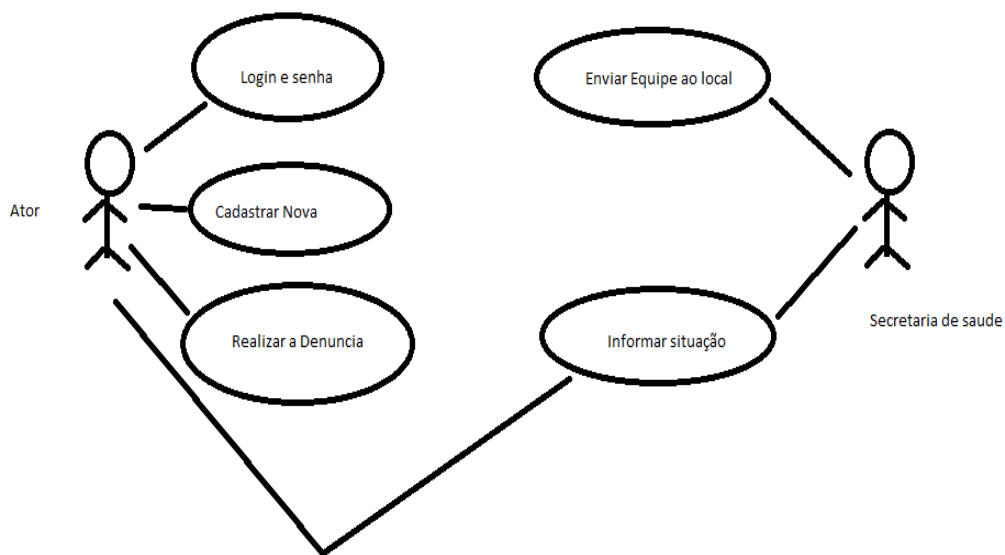 Login e senha
Enviar Equipe ao local
Ator
Cadastrar Nova
Realizar a Denuncia
Informar situação
Secretaria de saude